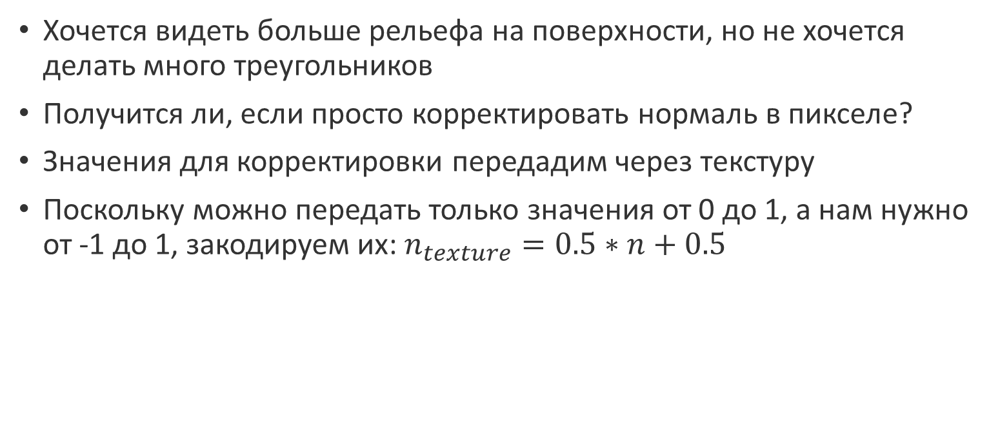 • Хочется видеть больше рельефа на поверхности, но не хочется
делать много треугольников
• Получится ли, если просто корректировать нормаль в пикселе?
• Значения для корректировки передадим через текстуру
• Поскольку можно передать только значения от 0 до 1, а нам нужно
от -1 до 1, закодируем их: n_texture = 0.5 * n + 0.5